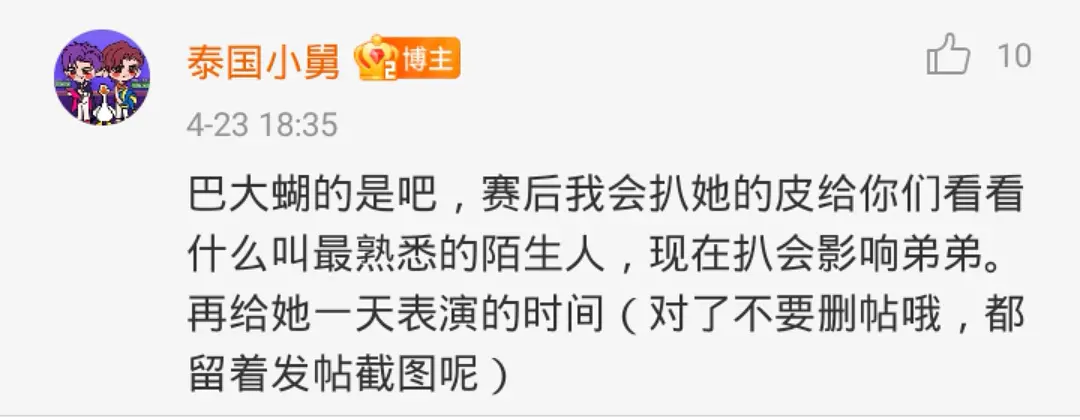 泰国小舅 2 博主
10
4-23 18:35
巴大蝴的是吧，赛后我会扒她的皮给你们看看
什么叫最熟悉的陌生人，现在扒会影响弟弟。
再给她一天表演的时间（对了不要删帖哦，都
留着发帖截图呢）